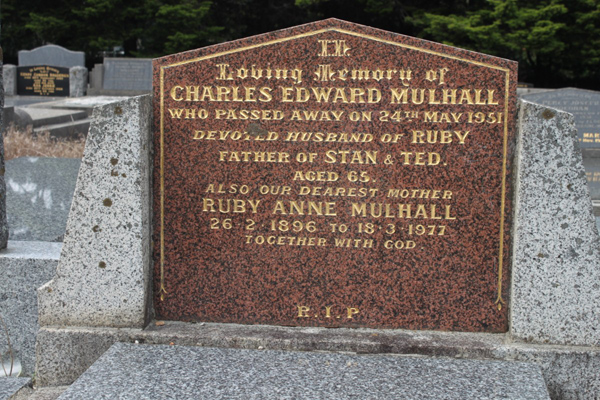 In
Loving Memory of
CHARLES EDWARD MULHALL
WHO PASSED AWAY ON 24TH MAY 1951
DEVOTED HUSBAND OF RUBY
FATHER OF STAN & TED.
AGED 65.
ALSO OUR DEAREST MOTHER
RUBY ANNE MULHALL
26·2·1896 TO 18·3·1977
TOGETHER WITH GOD
R.I.P